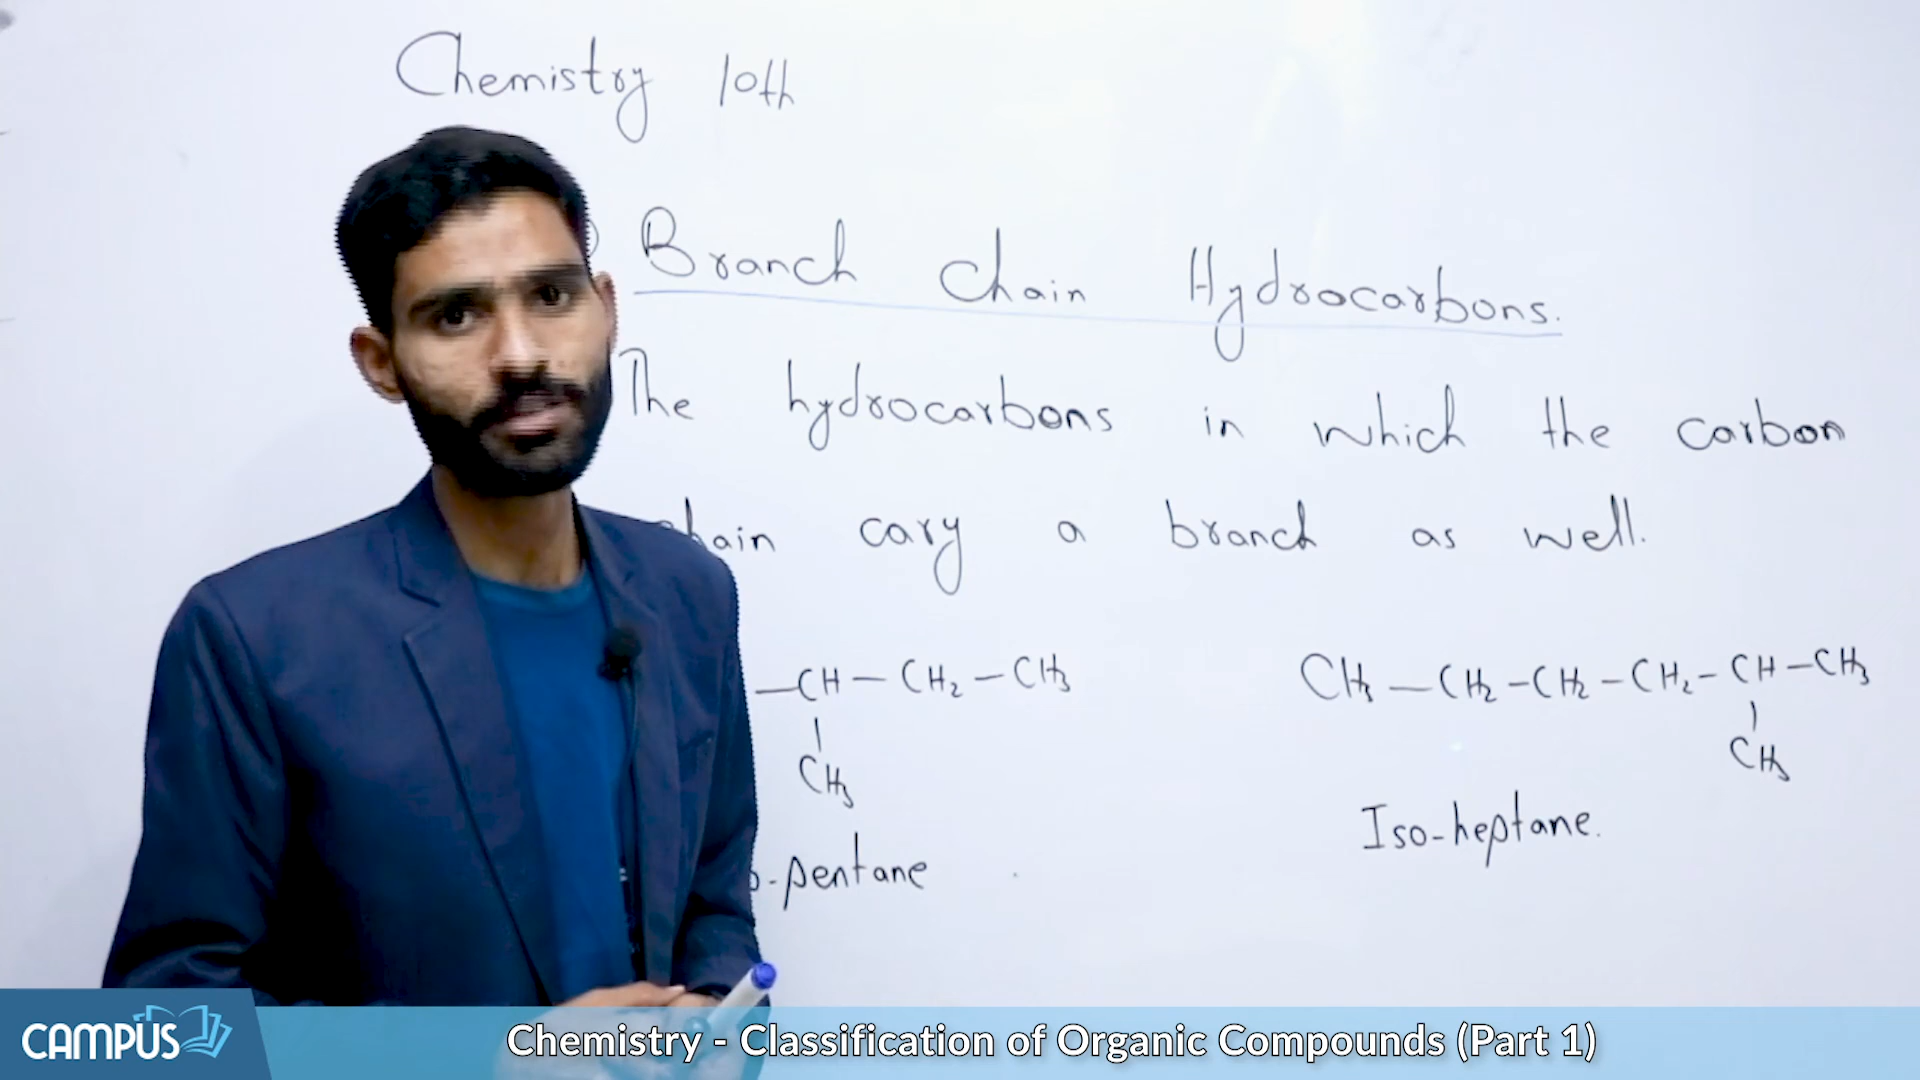 Chemistry 10th
Branch Chain Hydrocarbons.
The hydrocarbons in which the carbon
chain cary a branch as well.
—CH—CH₂—CH₃
CH₃—CH₂—CH₂—CH₂—CH—CH₃
CH₃
CH₃
Iso-heptane.
-pentane
CAMPUS
Chemistry - Classification of Organic Compounds (Part 1)